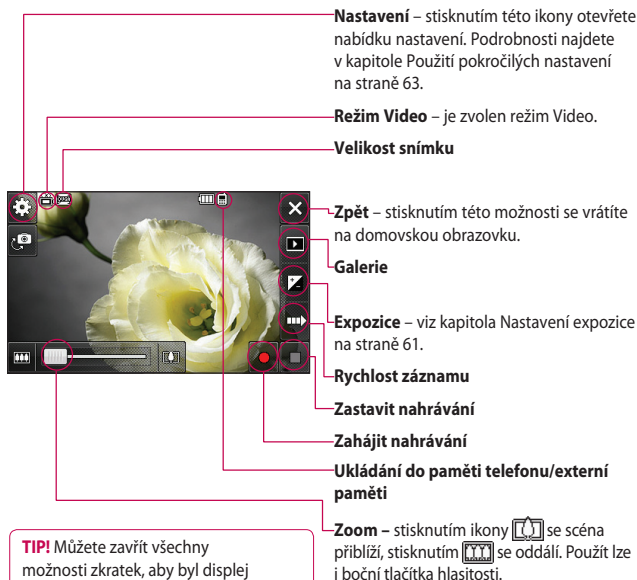 Nastavení – stisknutím této ikony otevřete
nabídku nastavení. Podrobnosti najdete
v kapitole Použití pokročilých nastavení
na straně 63.
Režim Video – je zvolen režim Video.
Velikost snímku
Zpět – stisknutím této možnosti se vrátíte
na domovskou obrazovku.
Galerie
Expozice – viz kapitola Nastavení expozice
na straně 61.
Rychlost záznamu
Zastavit nahrávání
Zahájit nahrávání
Ukládání do paměti telefonu/externí
paměti
Zoom – stisknutím ikony se scéna
přiblíží, stisknutím se oddálí. Použít lze
i boční tlačítka hlasitosti.
TIP! Můžete zavřít všechny
možnosti zkratek, aby byl displej